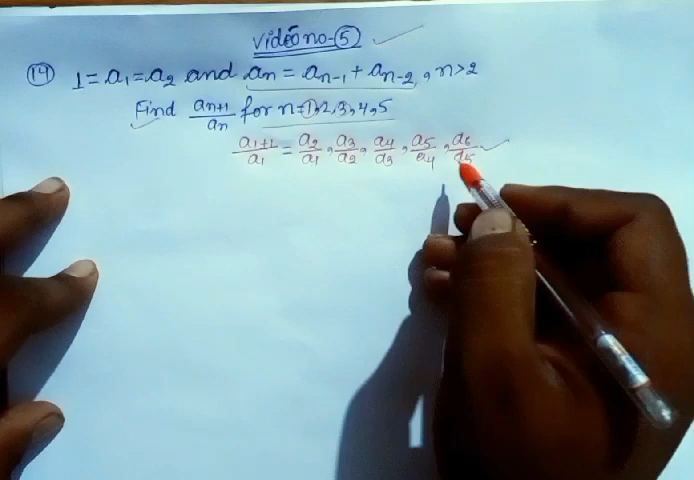 Video no-⑤
⑭ 1=a₁=a₂ and aₙ = aₙ₋₁ + aₙ₋₂, n>2
Find aₙ₊₁/aₙ for n=1,2,3,4,5
a₁₊₁/a₁ = a₂/a₁, a₃/a₂, a₄/a₃, a₅/a₄, a₆/a₅